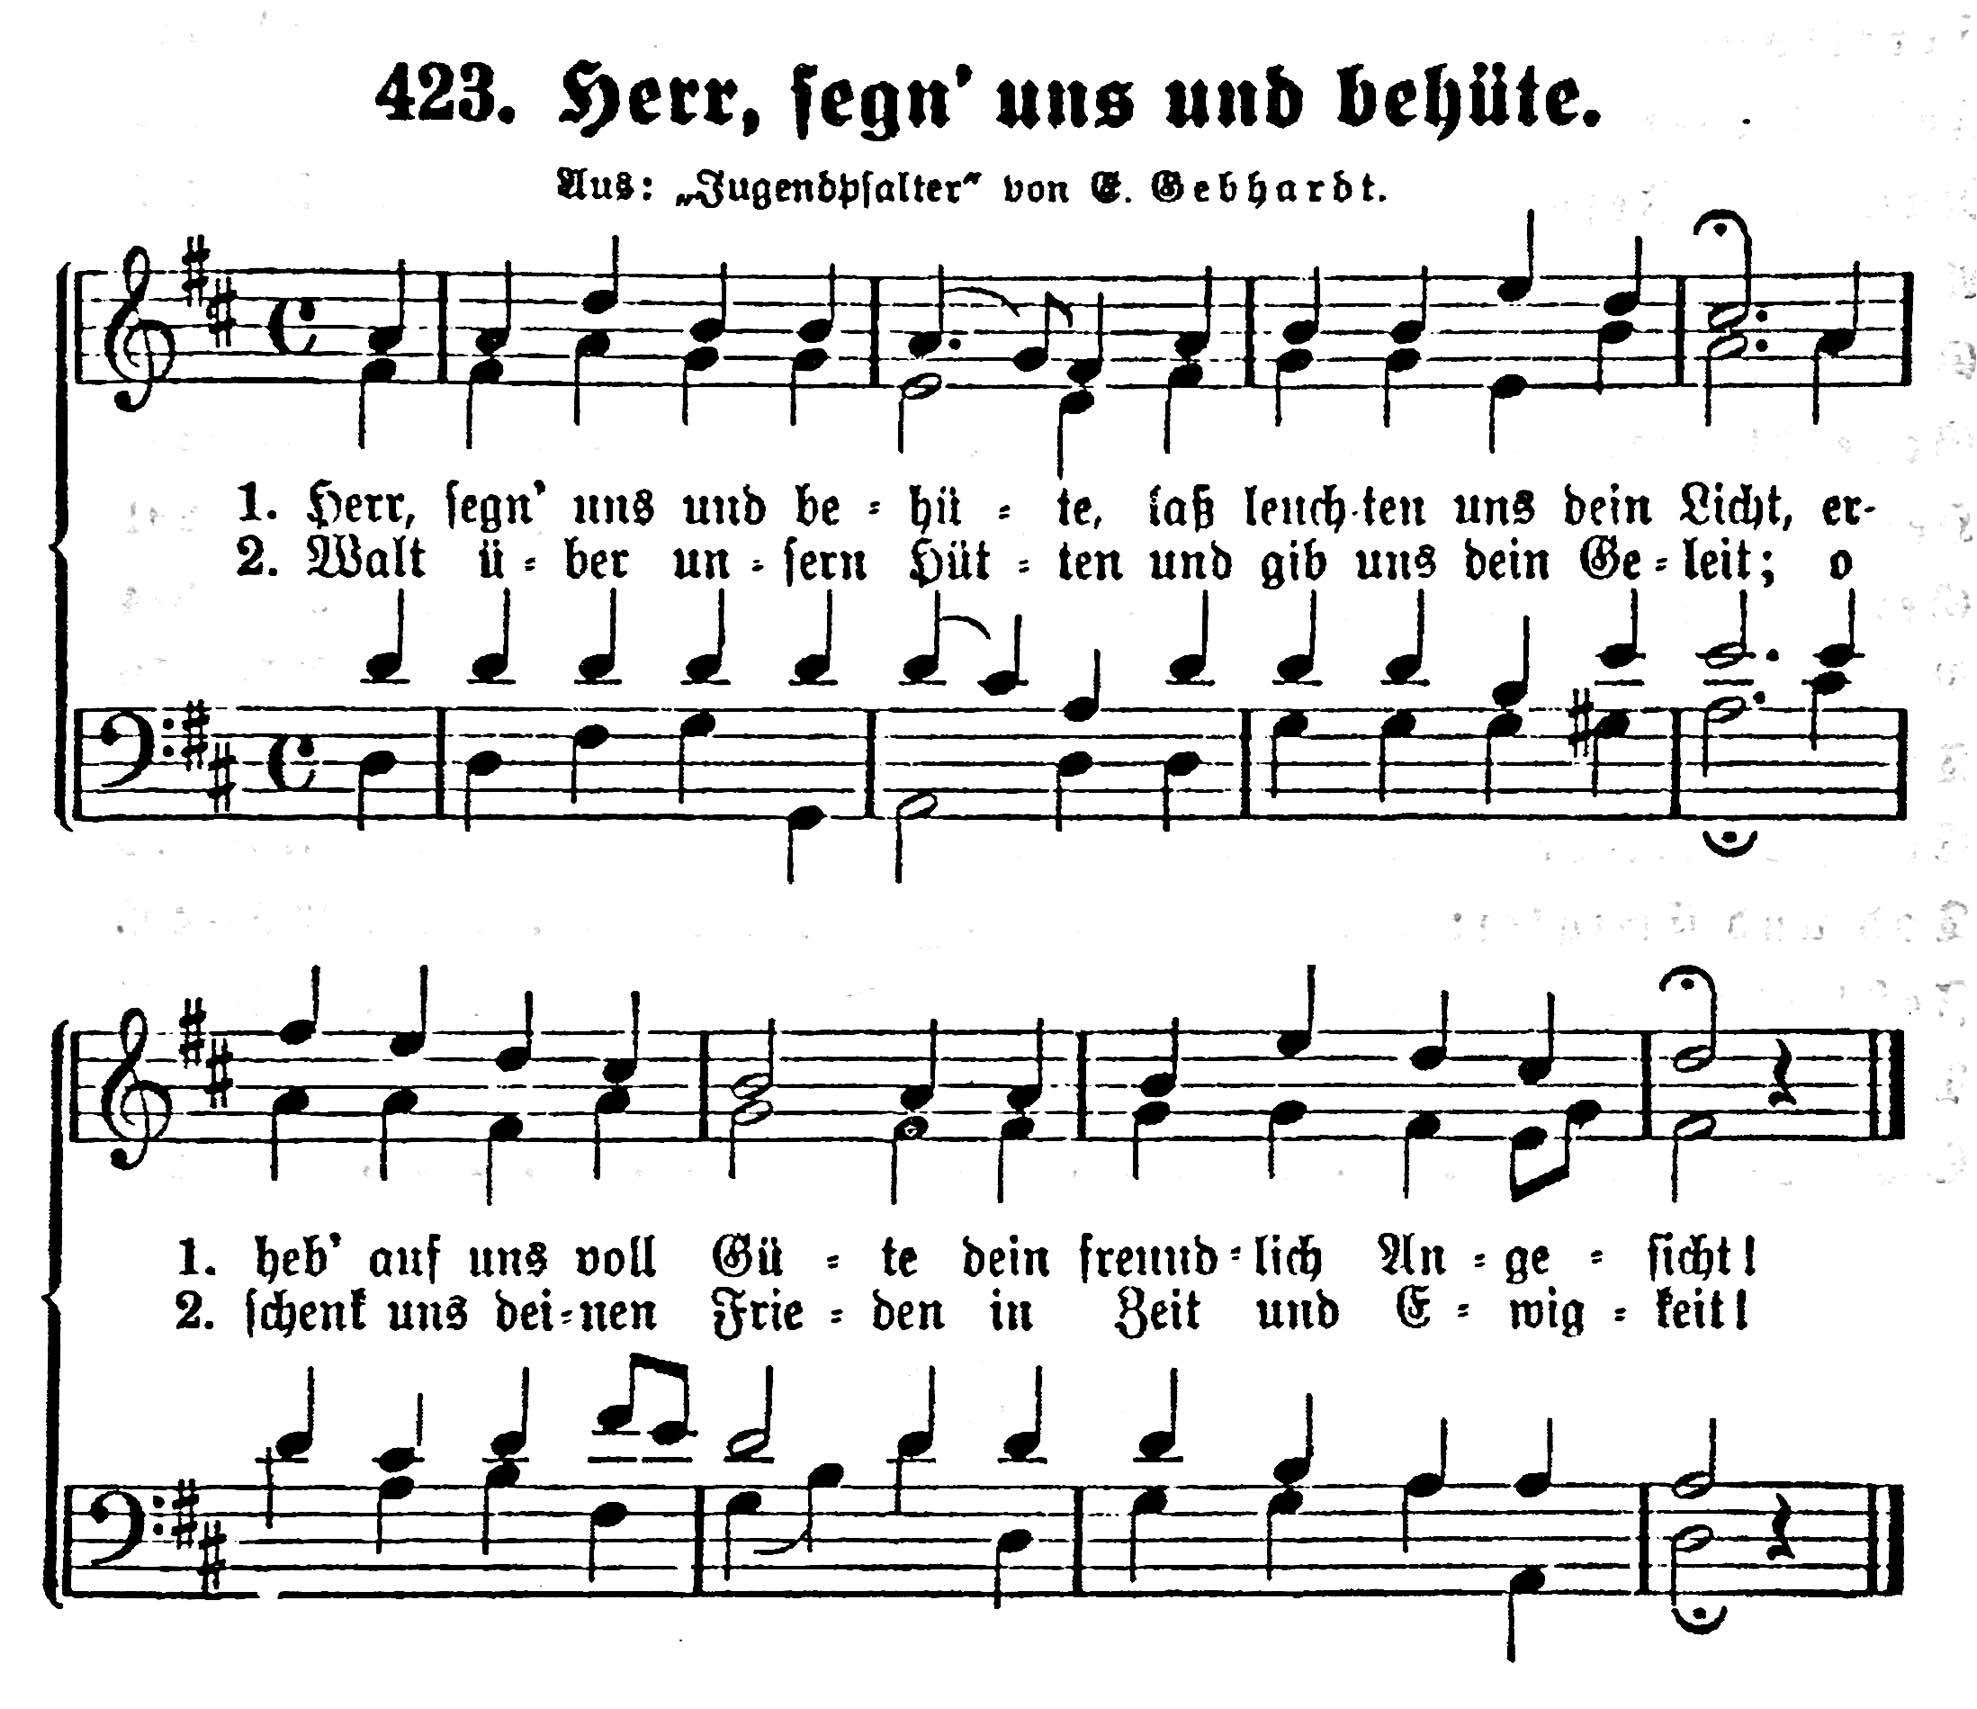 423. Herr, segn' uns und behüte.
Aus: „Jugendpsalter“ von E. Gebhardt.
1. Herr, segn' uns und be - hü - te, laß leuch-ten uns dein Licht, er-
2. Walt ü - ber un - sern Hüt - ten und gib uns dein Ge - leit; o
1. heb' auf uns voll Gü - te dein freund - lich An - ge - sicht!
2. schenk uns dei - nen Frie - den in Zeit und E - wig - keit!